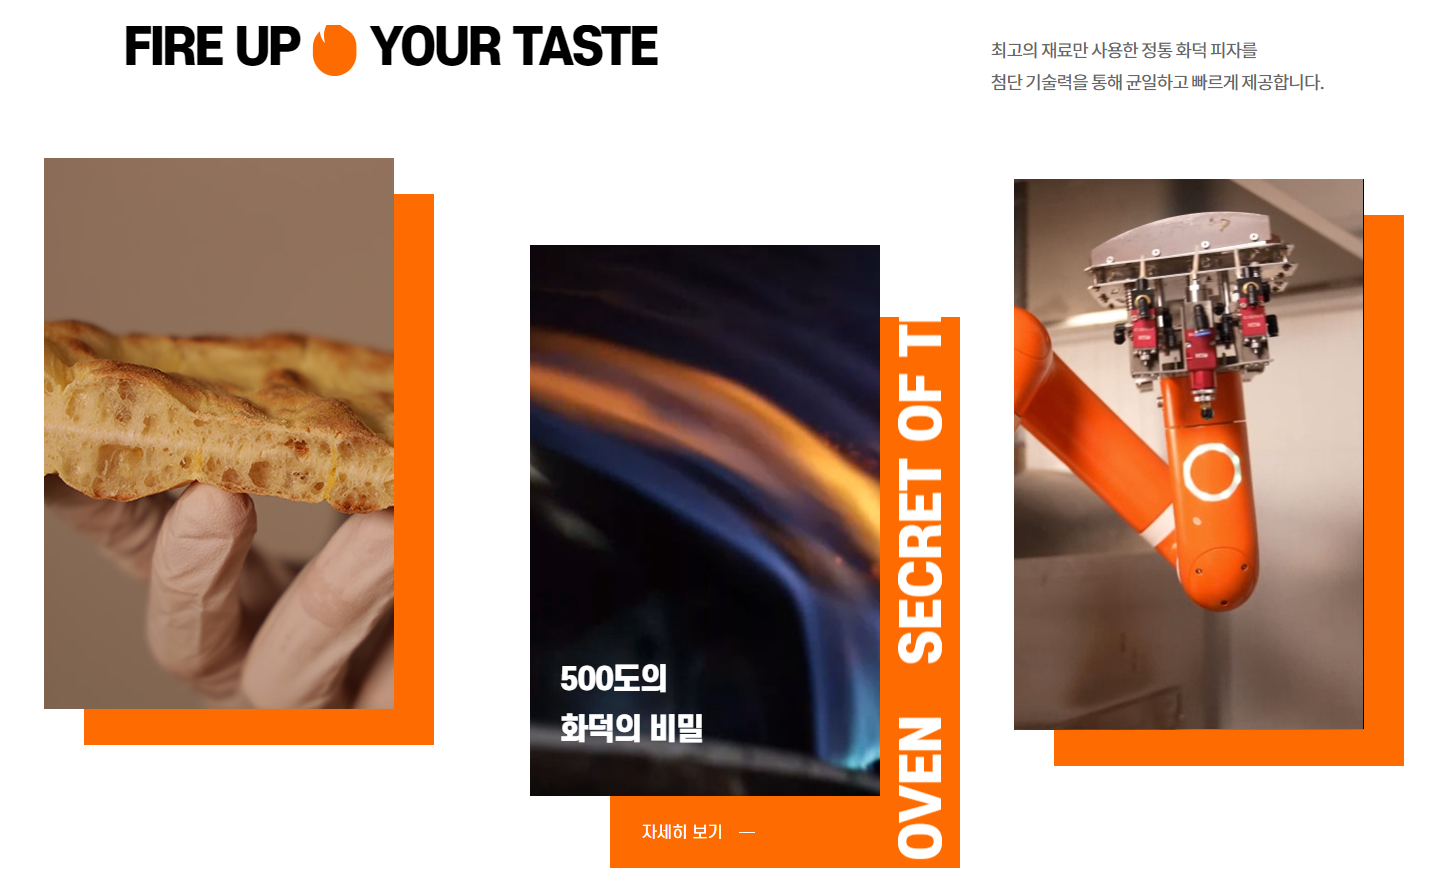 FIRE UP YOUR TASTE
최고의 재료만 사용한 정통 화덕 피자를
첨단 기술력을 통해 균일하고 빠르게 제공합니다.
500도의
화덕의 비밀
OVEN SECRET OF
자세히 보기